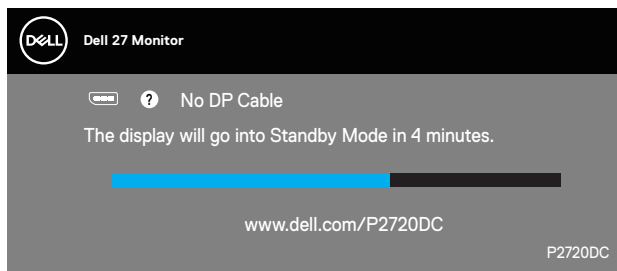 DELL
Dell 27 Monitor
? No DP Cable
The display will go into Standby Mode in 4 minutes.
www.dell.com/P2720DC
P2720DC